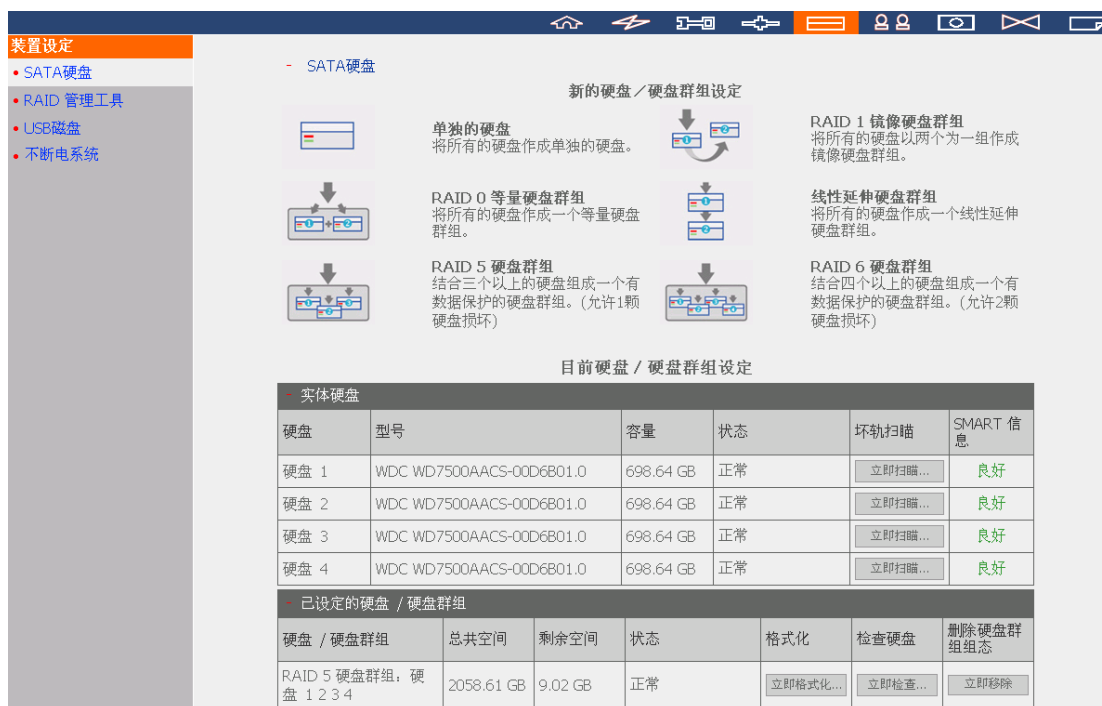 装置设定
• SATA硬盘
• RAID 管理工具
• USB磁盘
• 不断电系统
- SATA硬盘
新的硬盘／硬盘群组设定
单独的硬盘
将所有的硬盘作成单独的硬盘。
RAID 1 镜像硬盘群组
将所有的硬盘以两个为一组作成
镜像硬盘群组。
RAID 0 等量硬盘群组
将所有的硬盘作成一个等量硬盘
群组。
线性延伸硬盘群组
将所有的硬盘作成一个线性延伸
硬盘群组。
RAID 5 硬盘群组
结合三个以上的硬盘组成一个有
数据保护的硬盘群组。(允许1颗
硬盘损坏)
RAID 6 硬盘群组
结合四个以上的硬盘组成一个有
数据保护的硬盘群组。(允许2颗
硬盘损坏)
目前硬盘 / 硬盘群组设定
- 实体硬盘
硬盘 型号 容量 状态 坏轨扫瞄 SMART 信
息
硬盘 1 WDC WD7500AACS-00D6B01.0 698.64 GB 正常 立即扫瞄... 良好
硬盘 2 WDC WD7500AACS-00D6B01.0 698.64 GB 正常 立即扫瞄... 良好
硬盘 3 WDC WD7500AACS-00D6B01.0 698.64 GB 正常 立即扫瞄... 良好
硬盘 4 WDC WD7500AACS-00D6B01.0 698.64 GB 正常 立即扫瞄... 良好
- 已设定的硬盘 / 硬盘群组
硬盘 / 硬盘群组 总共空间 剩余空间 状态 格式化 检查硬盘 删除硬盘群
组组态
RAID 5 硬盘群组：硬
盘 1 2 3 4 2058.61 GB 9.02 GB 正常 立即格式化... 立即检查... 立即移除